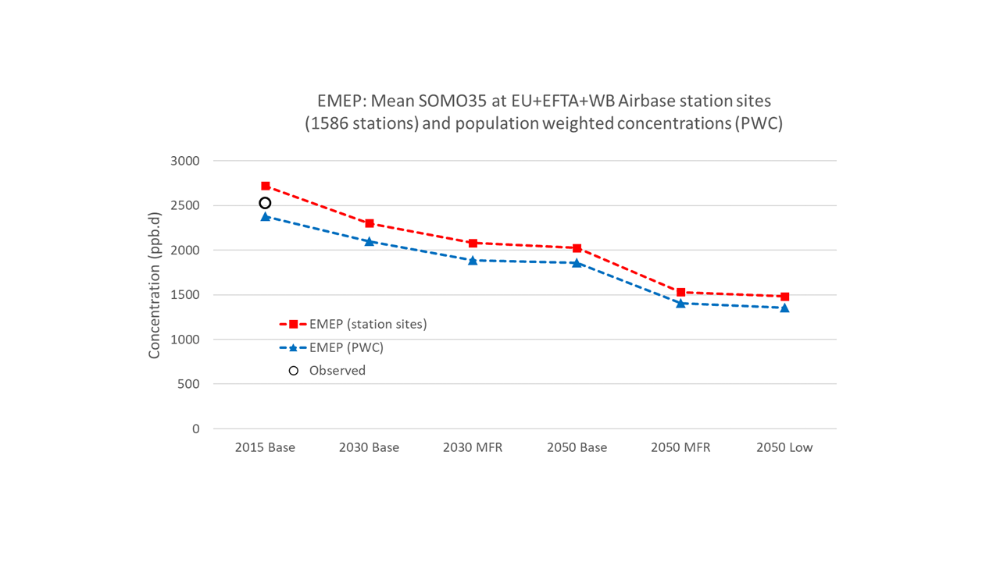 EMEP: Mean SOMO35 at EU+EFTA+WB Airbase station sites
(1586 stations) and population weighted concentrations (PWC)
Concentration (ppb.d)
3000
2500
2000
1500
1000
500
0
EMEP (station sites)
EMEP (PWC)
Observed
2015 Base
2030 Base
2030 MFR
2050 Base
2050 MFR
2050 Low